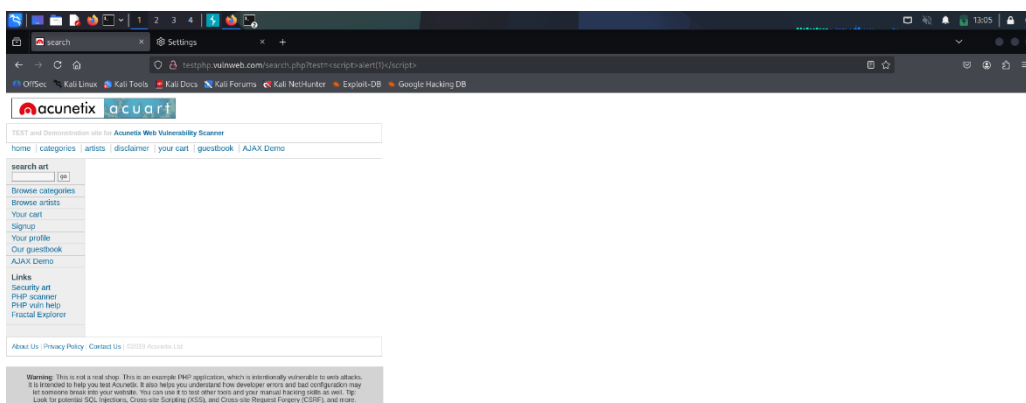 1 2 3 4 13:05
search × Settings × +
testphp.vulnweb.com/search.php?test=<script>alert(1)</script>
OffSec Kali Linux Kali Tools Kali Docs Kali Forums Kali NetHunter Exploit-DB Google Hacking DB
acunetix acuart
TEST and Demonstration site for Acunetix Web Vulnerability Scanner
home | categories | artists | disclaimer | your cart | guestbook | AJAX Demo
search art
go
Browse categories
Browse artists
Your cart
Signup
Your profile
Our guestbook
AJAX Demo
Links
Security art
PHP scanner
PHP vuln help
Fractal Explorer
About Us | Privacy Policy | Contact Us | ©2019 Acunetix Ltd
Warning: This is not a real shop. This is an example PHP application, which is intentionally vulnerable to web attacks.
It is intended to help you test Acunetix. It also helps you understand how developer errors and bad configuration may
let someone break into your website. You can use it to test other tools and your manual hacking skills as well. Tip:
Look for potential SQL Injections, Cross-site Scripting (XSS), and Cross-site Request Forgery (CSRF), and more.